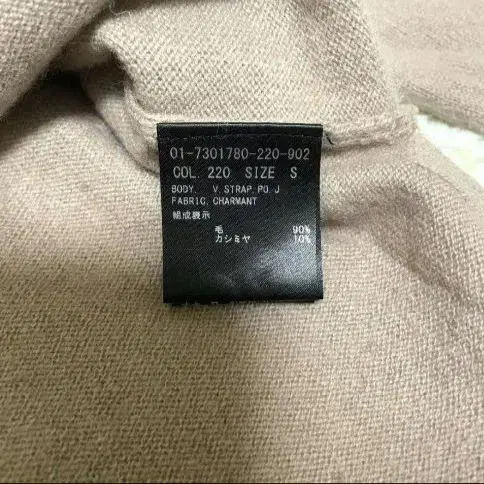 01-7301780-220-902
COL. 220 SIZE S
BODY. V.STRAP.PO.J
FABRIC. CHARMANT
組成表示
毛 90%
カシミヤ 10%